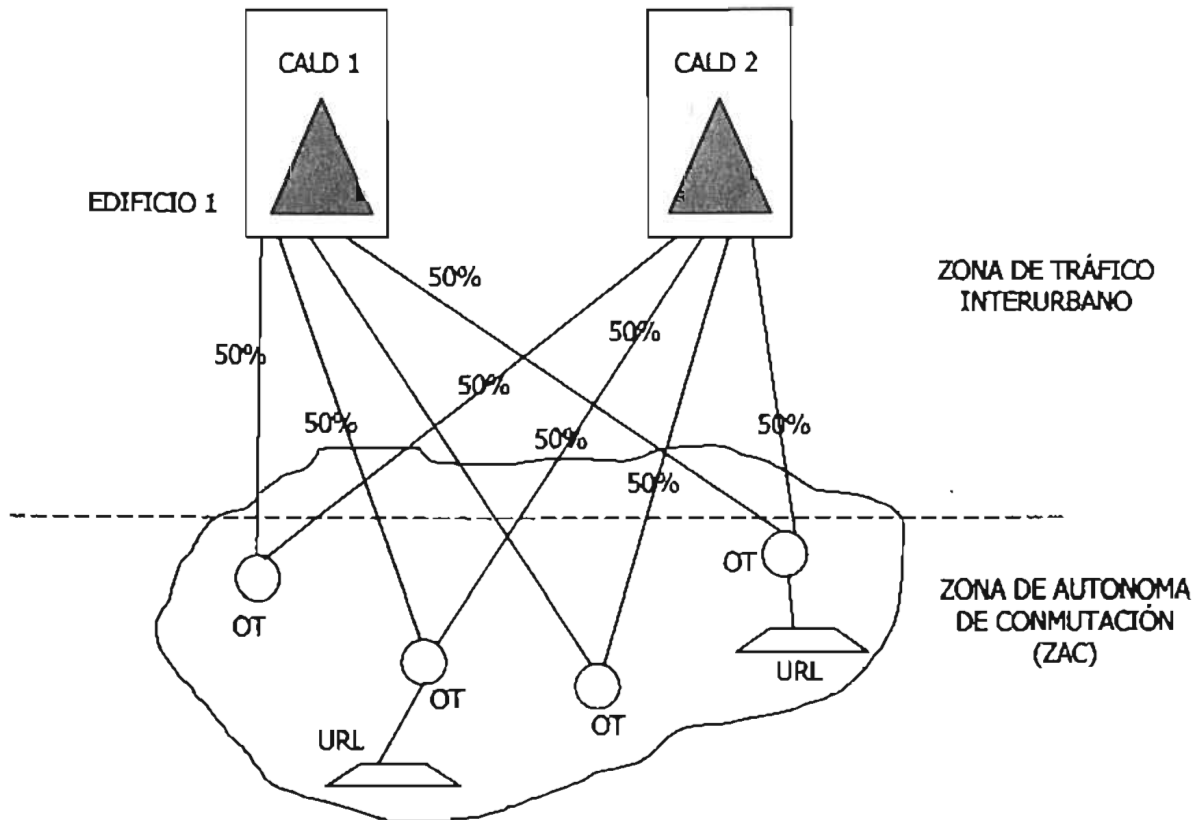 CALD 1
CALD 2
EDIFICIO 1
50%
ZONA DE TRÁFICO
INTERURBANO
50%
50%
50%
50%
50%
50%
50%
OT
OT
OT
OT
ZONA DE AUTONOMA
DE CONMUTACIÓN
(ZAC)
URL
URL